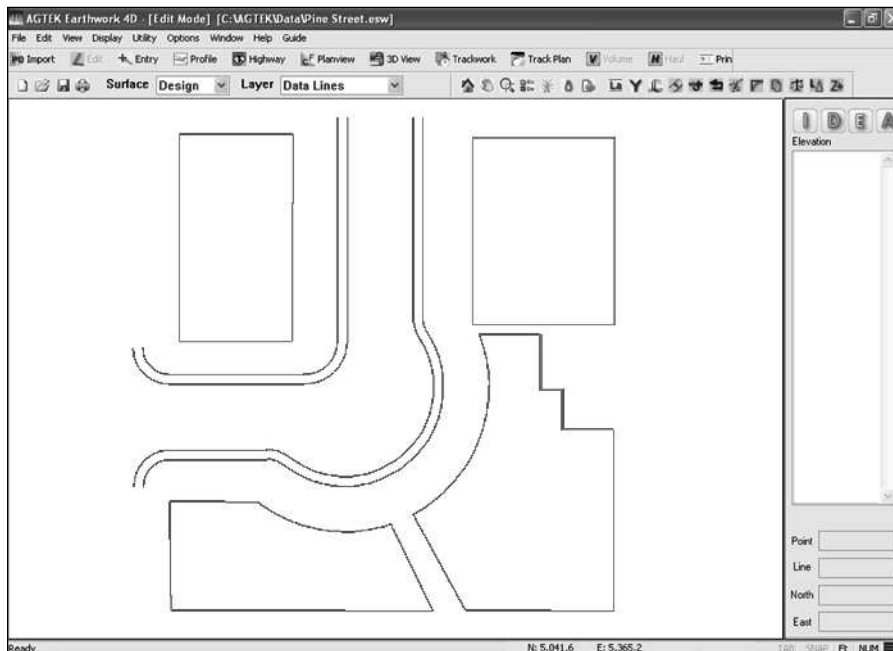 AGTEK Earthwork 4D - [Edit Mode] [C:\AGTEK\Data\Pine Street.esw]
File Edit View Display Utility Options Window Help Guide
Import Edit Entry Profile Highway Planview 3D View Trackwork Track Plan Volume Haul Prin
Surface Design Layer Data Lines
I D E A
Elevation
Point
Line
North
East
Ready N: 5,041.6 E: 5,365.2 TAB SNAP Ft NUM